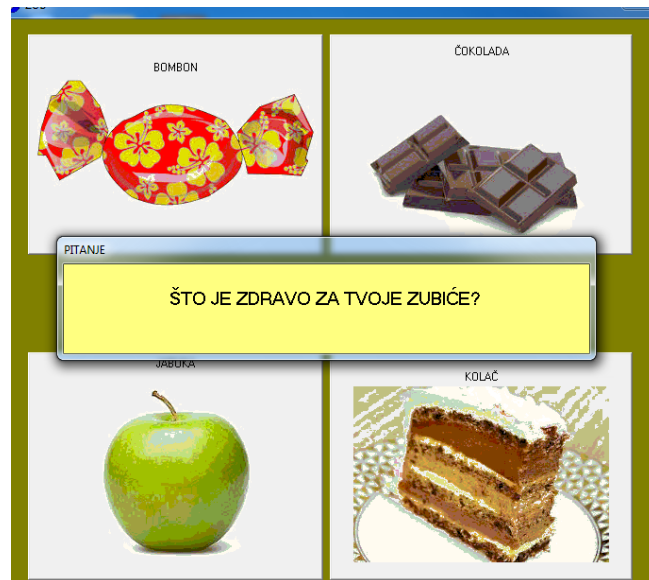 BOMBON
ČOKOLADA
PITANJE
ŠTO JE ZDRAVO ZA TVOJE ZUBIĆE?
JABUKA
KOLAČ